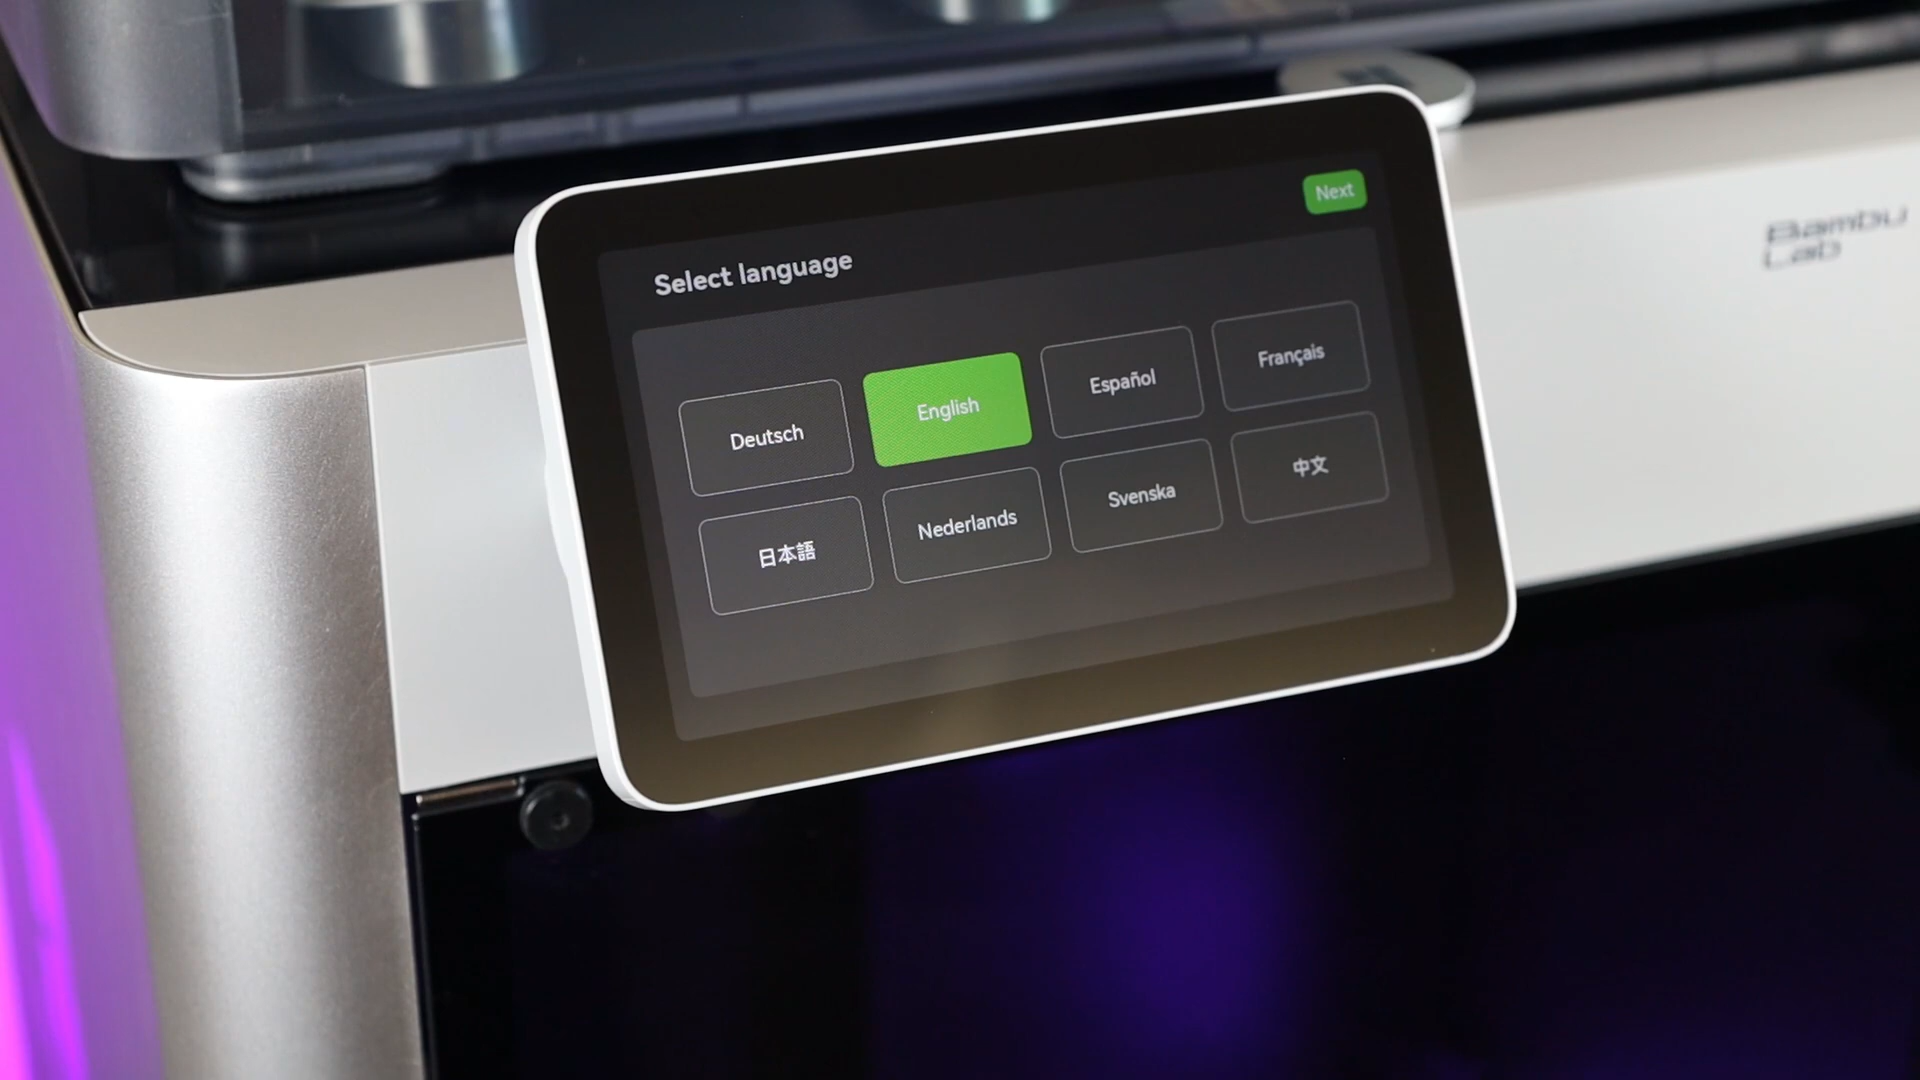 Next
Select language
Deutsch
English
Español
Français
日本語
Nederlands
Svenska
中文
Bambu
Lab